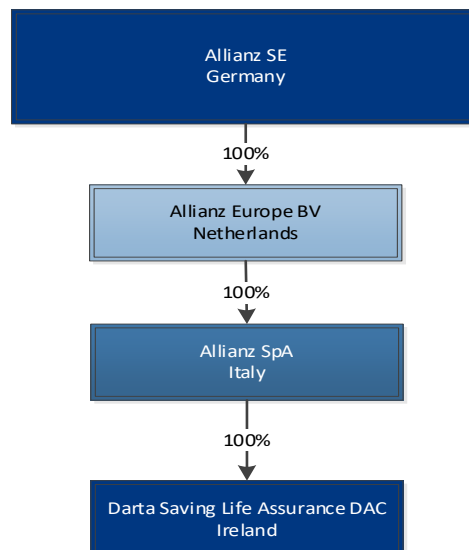 Allianz SE
Germany
100%
Allianz Europe BV
Netherlands
100%
Allianz SpA
Italy
100%
Darta Saving Life Assurance DAC
Ireland